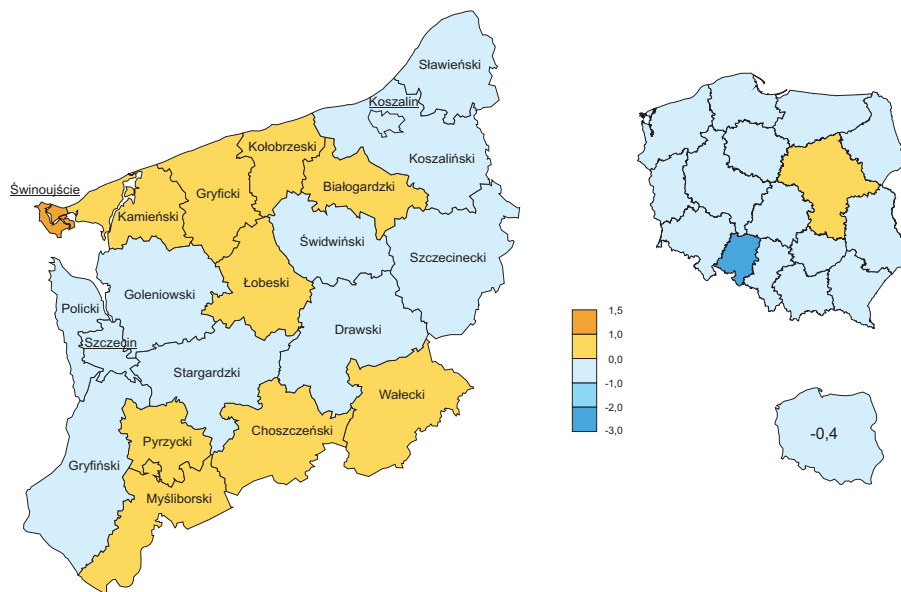 Sławieński
Koszalin
Kołobrzeski
Koszaliński
Białogardzki
Świnoujście
Gryficki
Kamieński
Świdwiński
Szczecinecki
Łobeski
Goleniowski
Policki
Szczecin
Drawski
Stargardzki
Wałecki
Choszczeński
Pyrzycki
Gryfiński
Myśliborski
1,5
1,0
0,0
-1,0
-2,0
-3,0
-0,4